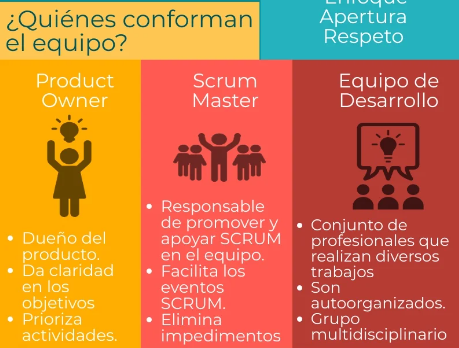 ¿Quiénes conforman
el equipo?
Enfoque
Apertura
Respeto
Product
Owner
• Dueño del
producto.
• Da claridad
en los
objetivos
• Prioriza
actividades.
Scrum
Master
• Responsable
de promover y
apoyar SCRUM
en el equipo.
• Facilita los
eventos
SCRUM.
• Elimina
impedimentos
Equipo de
Desarrollo
• Conjunto de
profesionales que
realizan diversos
trabajos
• Son
autoorganizados.
• Grupo
multidisciplinario